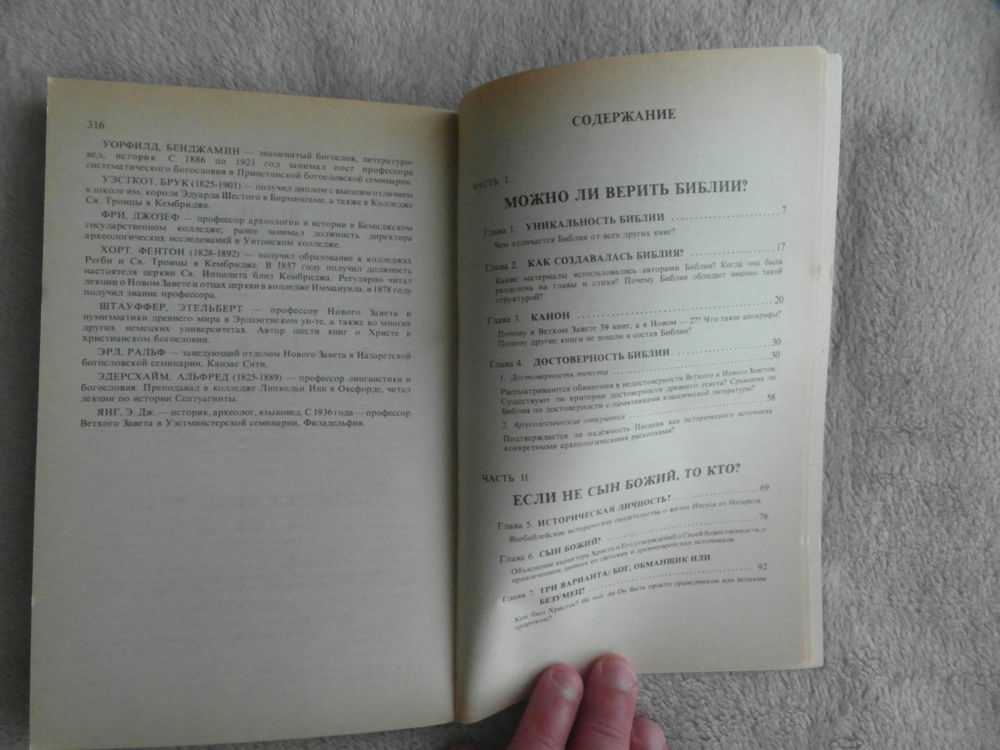 316
УОРФИЛД, БЕНДЖАМИН — знаменитый богослов, литературо-
вед, историк. С 1886 по 1921 год занимал пост профессора
систематического богословия в Принстонской богословской семинарии.
УЭСТКОТ, БРУК (1825-1901) — получил диплом с высшим отличием
в школе им. короля Эдуарда Шестого в Бирмингаме, а также в Колледже
Св. Троицы в Кембридже.
ФРИ, ДЖОЗЕФ — профессор археологии и истории в Бемиджском
государственном колледже; ранее занимал должность директора
археологических исследований в Уитонском колледже.
ХОРТ, ФЕНТОН (1828-1892) — получил образование в колледжах
Регби и Св. Троицы в Кембридже. В 1857 году получил должность
настоятеля церкви Св. Ипполита близ Кембриджа. Регулярно читал
лекции о Новом Завете и отцах церкви в колледже Иммануила, в 1878 году
получил звание профессора.
ШТАУФФЕР, ЭТЕЛЬБЕРТ — профессор Нового Завета и
нумизматики древнего мира в Эрлангенском ун-те, а также во многих
других немецких университетах. Автор шести книг о Христе и
христианском богословии.
ЭРЛ, РАЛЬФ — заведующий отделом Нового Завета в Назаретской
богословской семинарии, Канзас Сити.
ЭДЕРСХАЙМ, АЛЬФРЕД (1825-1889) — профессор лингвистики и
богословия. Преподавал в колледже Линкольн Инн в Оксфорде, читал
лекции по истории Септуагинты.
ЯНГ, Э. Дж. — историк, археолог, языковед. С 1936 года — профессор
Ветхого Завета в Уэстминстерской семинарии, Филадельфия.
СОДЕРЖАНИЕ
ЧАСТЬ I.
МОЖНО ЛИ ВЕРИТЬ БИБЛИИ?
Глава 1. УНИКАЛЬНОСТЬ БИБЛИИ 7
Чем отличается Библия от всех других книг?
Глава 2. КАК СОЗДАВАЛАСЬ БИБЛИЯ? 17
Какие материалы использовались авторами Библии? Когда она была
разделена на главы и стихи? Почему Библия обладает именно такой
структурой?
Глава 3. КАНОН 20
Почему в Ветхом Завете 39 книг, а в Новом — 27? Что такое апокрифы?
Почему другие книги не вошли в состав Библии?
Глава 4. ДОСТОВЕРНОСТЬ БИБЛИИ 30
1. Достоверность текста 30
Рассматриваются обвинения в недостоверности Ветхого и Нового Заветов.
Существуют ли критерии достоверности древнего текста? Сравнима ли
Библия по достоверности с памятниками классической литературы?
2. Археологические открытия 58
Подтверждается ли надёжность Писания как исторического источника
конкретными археологическими раскопками?
ЧАСТЬ II.
ЕСЛИ НЕ СЫН БОЖИЙ, ТО КТО?
Глава 5. ИСТОРИЧЕСКАЯ ЛИЧНОСТЬ? 69
Внебиблейские исторические свидетельства о жизни Иисуса из Назарета.
Глава 6. СЫН БОЖИЙ? 76
Объяснение характера Христа и Его утверждений о Своей божественности, с
привлечением данных из светских и древнееврейских источников.
Глава 7. ТРИ ВАРИАНТА: БОГ, ОБМАНЩИК ИЛИ
БЕЗУМЕЦ? 92
Кем был Христос? Не мог ли Он быть просто праведником или великим
пророком?